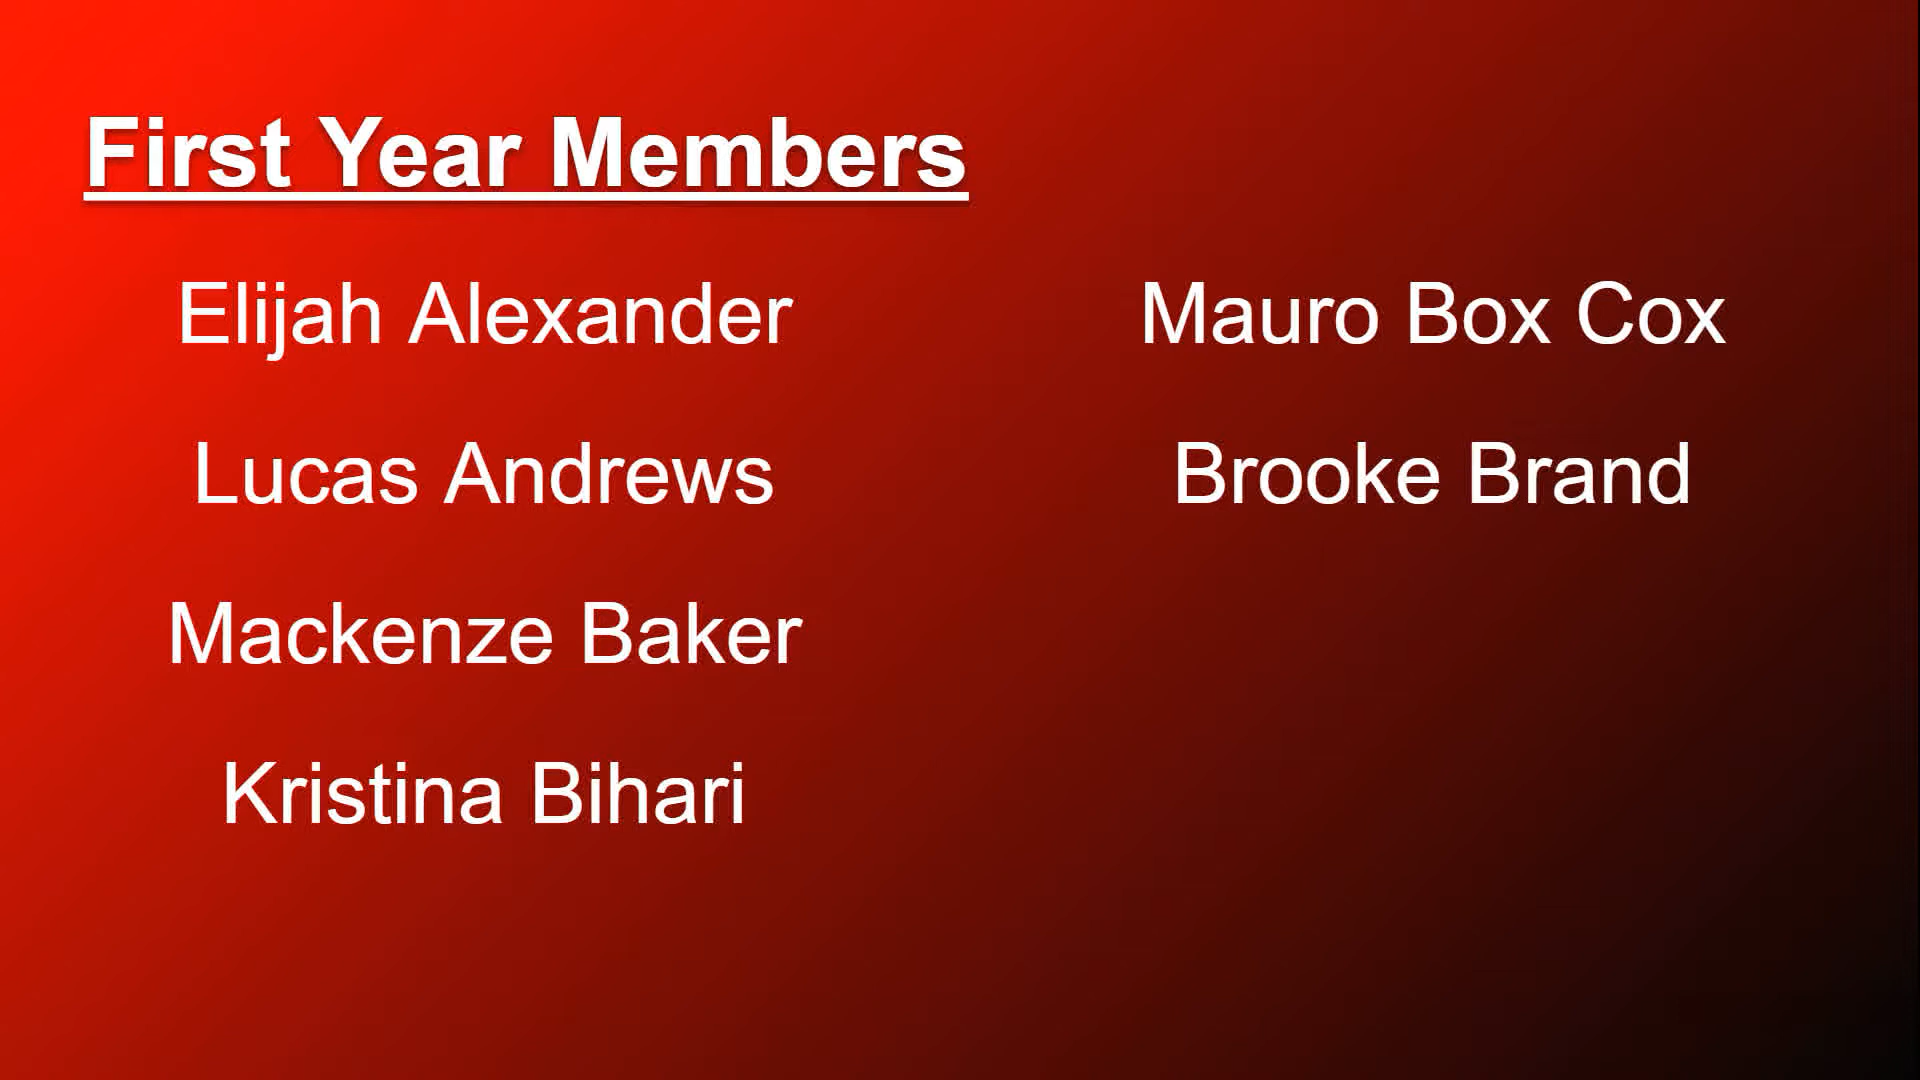 First Year Members
Elijah Alexander
Lucas Andrews
Mackenze Baker
Kristina Bihari
Mauro Box Cox
Brooke Brand